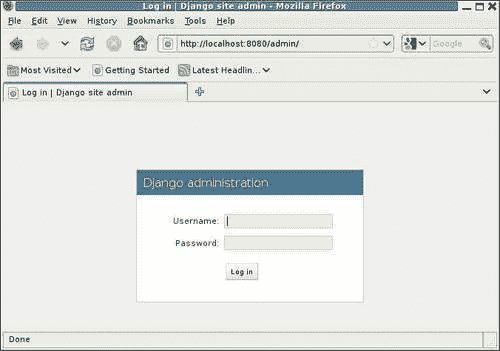 Log in | Django site admin - Mozilla Firefox
File Edit View History Bookmarks Tools Help
http://localhost:8080/admin/
Google
Most Visited Getting Started Latest Headlin...
Log in | Django site admin
Django administration
Username:
Password:
Log in
Done